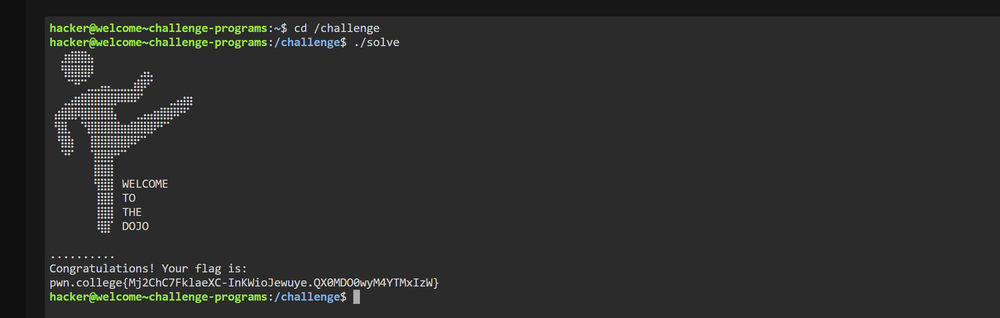 hacker@welcome~challenge-programs:~$ cd /challenge
hacker@welcome~challenge-programs:/challenge$ ./solve
WELCOME
TO
THE
DOJO
..........
Congratulations! Your flag is:
pwn.college{Mj2ChC7FklaeXC-InKWioJewuye.QX0MDO0wyM4YTMxIzW}
hacker@welcome~challenge-programs:/challenge$